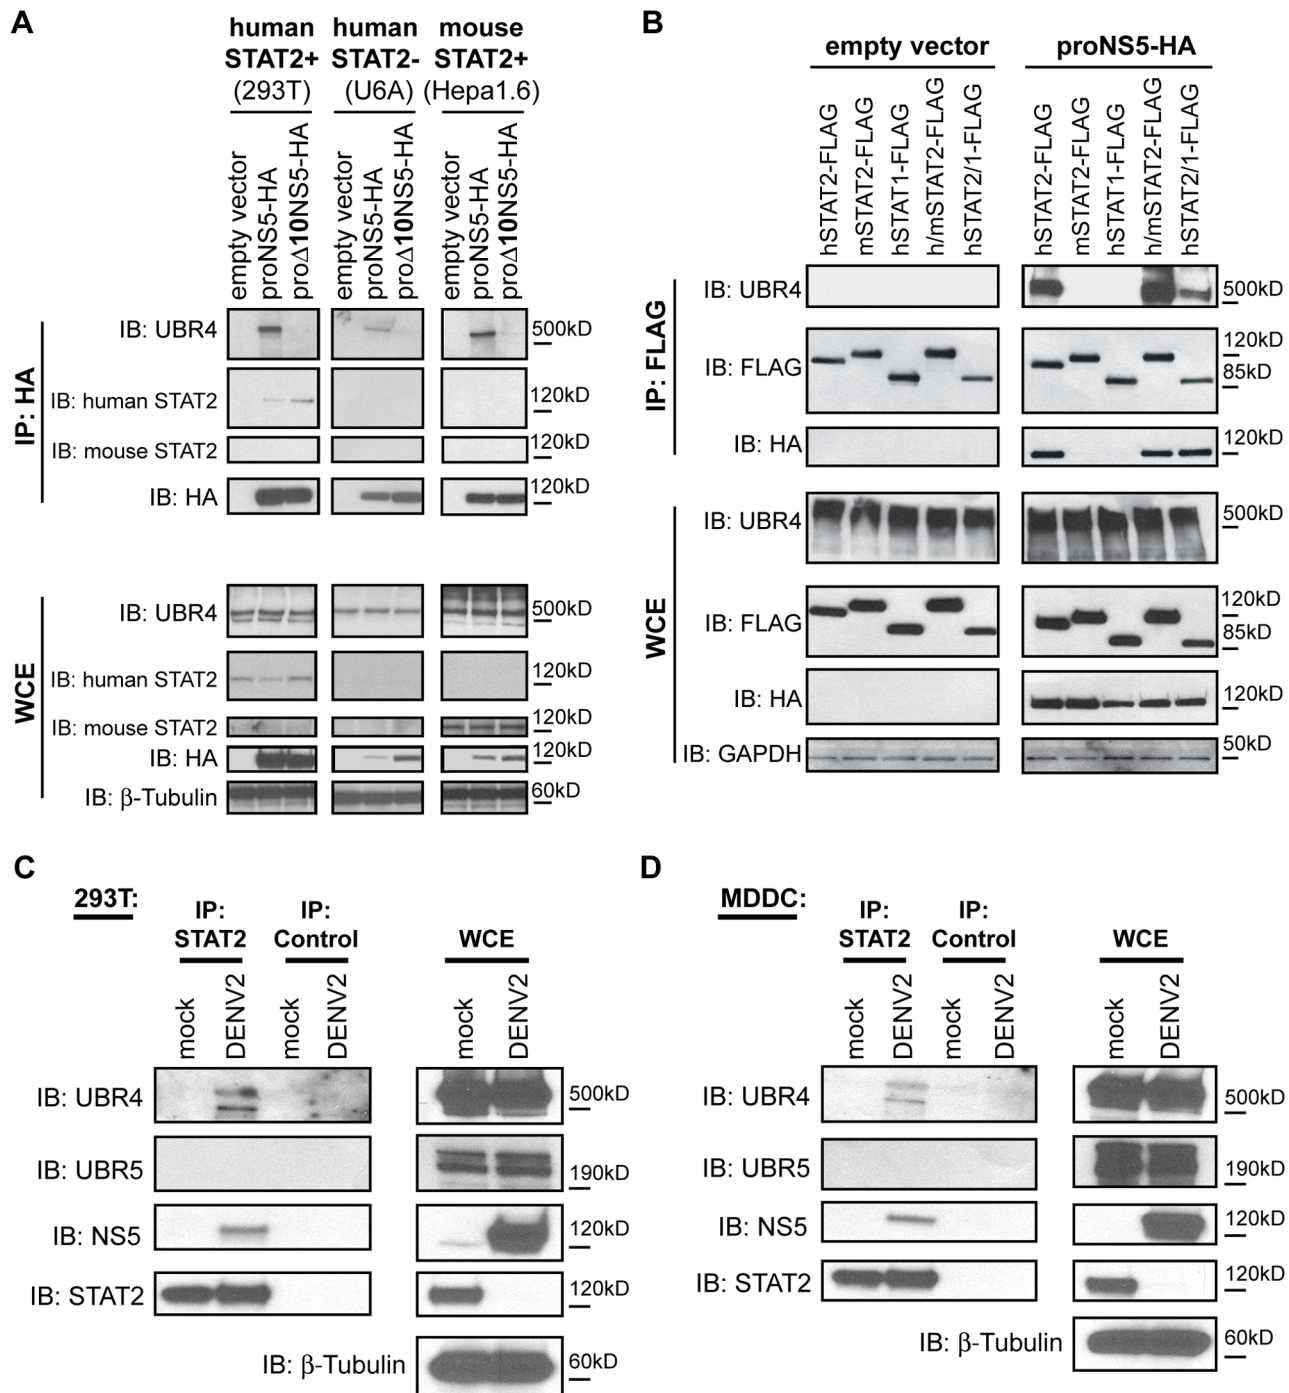 A
human STAT2+ (293T)
human STAT2- (U6A)
mouse STAT2+ (Hepa1.6)
empty vector
proNS5-HA
pro∆10NS5-HA
empty vector
proNS5-HA
pro∆10NS5-HA
empty vector
proNS5-HA
pro∆10NS5-HA
IP: HA
IB: UBR4
500kD
IB: human STAT2
120kD
IB: mouse STAT2
120kD
IB: HA
120kD
WCE
IB: UBR4
500kD
IB: human STAT2
120kD
IB: mouse STAT2
120kD
IB: HA
120kD
IB: β-Tubulin
60kD
B
empty vector
proNS5-HA
hSTAT2-FLAG
mSTAT2-FLAG
hSTAT1-FLAG
h/mSTAT2-FLAG
hSTAT2/1-FLAG
hSTAT2-FLAG
mSTAT2-FLAG
hSTAT1-FLAG
h/mSTAT2-FLAG
hSTAT2/1-FLAG
IP: FLAG
IB: UBR4
500kD
IB: FLAG
120kD
85kD
IB: HA
120kD
WCE
IB: UBR4
500kD
IB: FLAG
120kD
85kD
IB: HA
120kD
IB: GAPDH
50kD
C
293T:
IP: STAT2
IP: Control
WCE
mock
DENV2
mock
DENV2
mock
DENV2
IB: UBR4
500kD
IB: UBR5
190kD
IB: NS5
120kD
IB: STAT2
120kD
IB: β-Tubulin
60kD
D
MDDC:
IP: STAT2
IP: Control
WCE
mock
DENV2
mock
DENV2
mock
DENV2
IB: UBR4
500kD
IB: UBR5
190kD
IB: NS5
120kD
IB: STAT2
120kD
IB: β-Tubulin
60kD